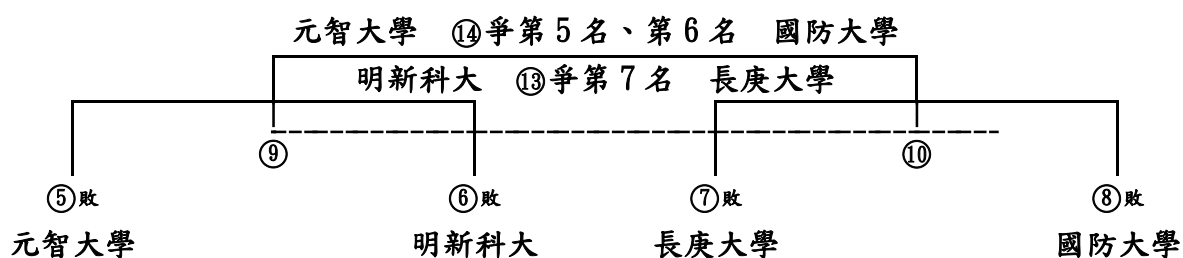 元智大學 ⑭爭第5名、第6名 國防大學
明新科大 ⑬爭第7名 長庚大學
⑨ ⑩
⑤敗 ⑥敗 ⑦敗 ⑧敗
元智大學 明新科大 長庚大學 國防大學